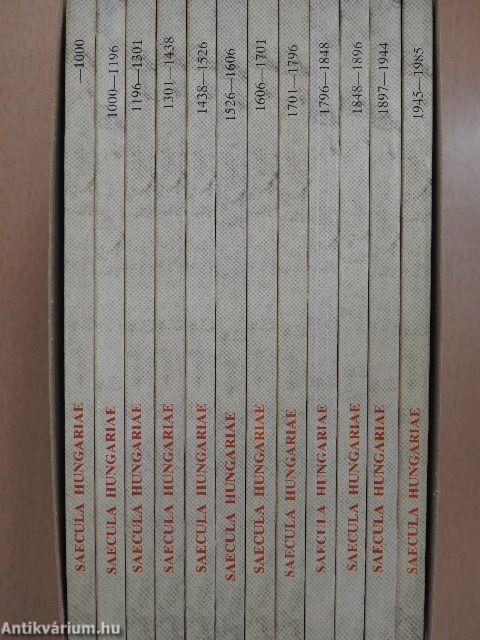 SAECULA HUNGARIAE —1000
SAECULA HUNGARIAE 1000—1196
SAECULA HUNGARIAE 1196—1301
SAECULA HUNGARIAE 1301—1438
SAECULA HUNGARIAE 1438—1526
SAECULA HUNGARIAE 1526—1606
SAECULA HUNGARIAE 1606—1701
SAECULA HUNGARIAE 1701—1796
SAECULA HUNGARIAE 1796—1848
SAECULA HUNGARIAE 1848—1896
SAECULA HUNGARIAE 1897—1944
SAECULA HUNGARIAE 1945—1985
Antikvárium.hu